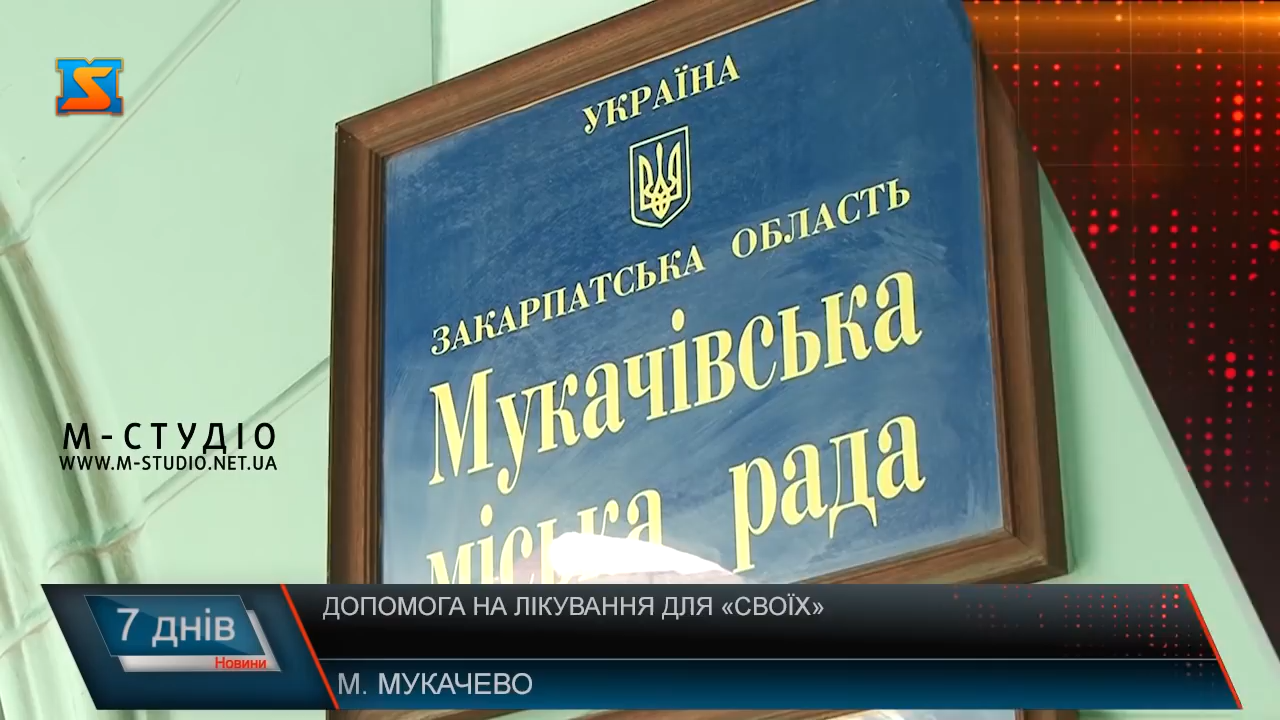 УКРАЇНА
ЗАКАРПАТСЬКА ОБЛАСТЬ
Мукачівська
міська рада
М-СТУДІО
WWW.M-STUDIO.NET.UA
7 днів
Новини
ДОПОМОГА НА ЛІКУВАННЯ ДЛЯ «СВОЇХ»
М. МУКАЧЕВО